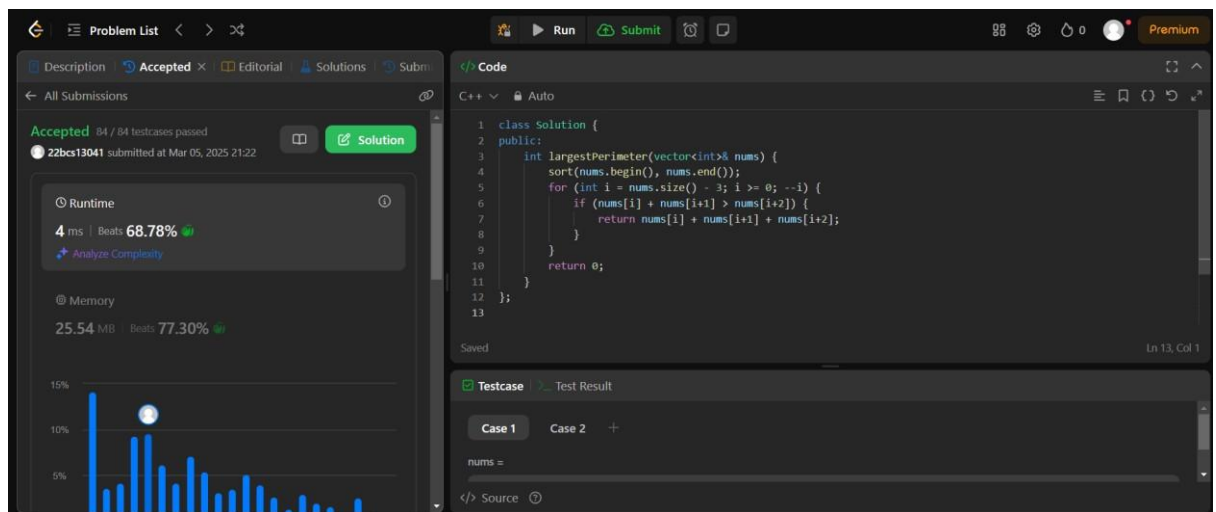 Problem List
Run
Submit
0
Premium
Description
Accepted
Editorial
Solutions
Subm
All Submissions
Accepted 84 / 84 testcases passed
22bcs13041 submitted at Mar 05, 2025 21:22
Solution
Runtime
4 ms | Beats 68.78%
Analyze Complexity
Memory
25.54 MB | Beats 77.30%
15%
10%
5%
</> Code
C++
Auto
1 class Solution {
2 public:
3 int largestPerimeter(vector<int>& nums) {
4 sort(nums.begin(), nums.end());
5 for (int i = nums.size() - 3; i >= 0; --i) {
6 if (nums[i] + nums[i+1] > nums[i+2]) {
7 return nums[i] + nums[i+1] + nums[i+2];
8 }
9 }
10 return 0;
11 }
12 };
13
Saved
Ln 13, Col 1
Testcase
Test Result
Case 1
Case 2
nums =
</> Source